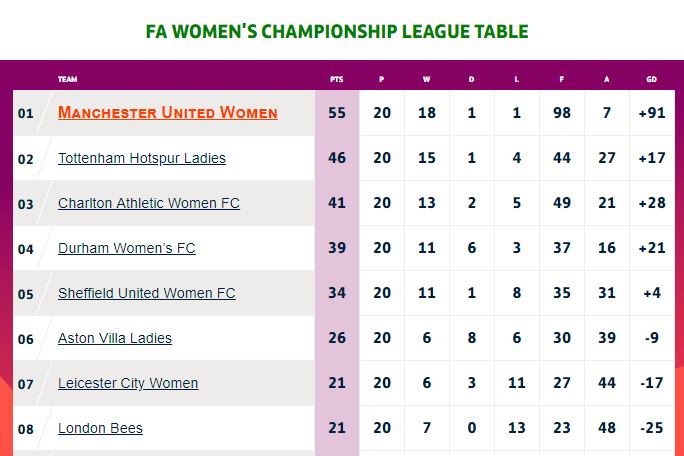 FA WOMEN'S CHAMPIONSHIP LEAGUE TABLE
TEAM PTS P W D L F A GD
01 MANCHESTER UNITED WOMEN 55 20 18 1 1 98 7 +91
02 Tottenham Hotspur Ladies 46 20 15 1 4 44 27 +17
03 Charlton Athletic Women FC 41 20 13 2 5 49 21 +28
04 Durham Women’s FC 39 20 11 6 3 37 16 +21
05 Sheffield United Women FC 34 20 11 1 8 35 31 +4
06 Aston Villa Ladies 26 20 6 8 6 30 39 -9
07 Leicester City Women 21 20 6 3 11 27 44 -17
08 London Bees 21 20 7 0 13 23 48 -25